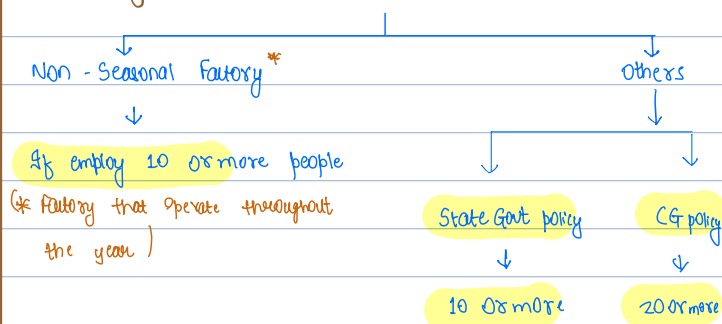 Non - Seasonal Factory *
Others
If employ 10 or more people
(* Factory that operate throughout
the year)
State Govt policy
CG policy
10 or more
20 or more